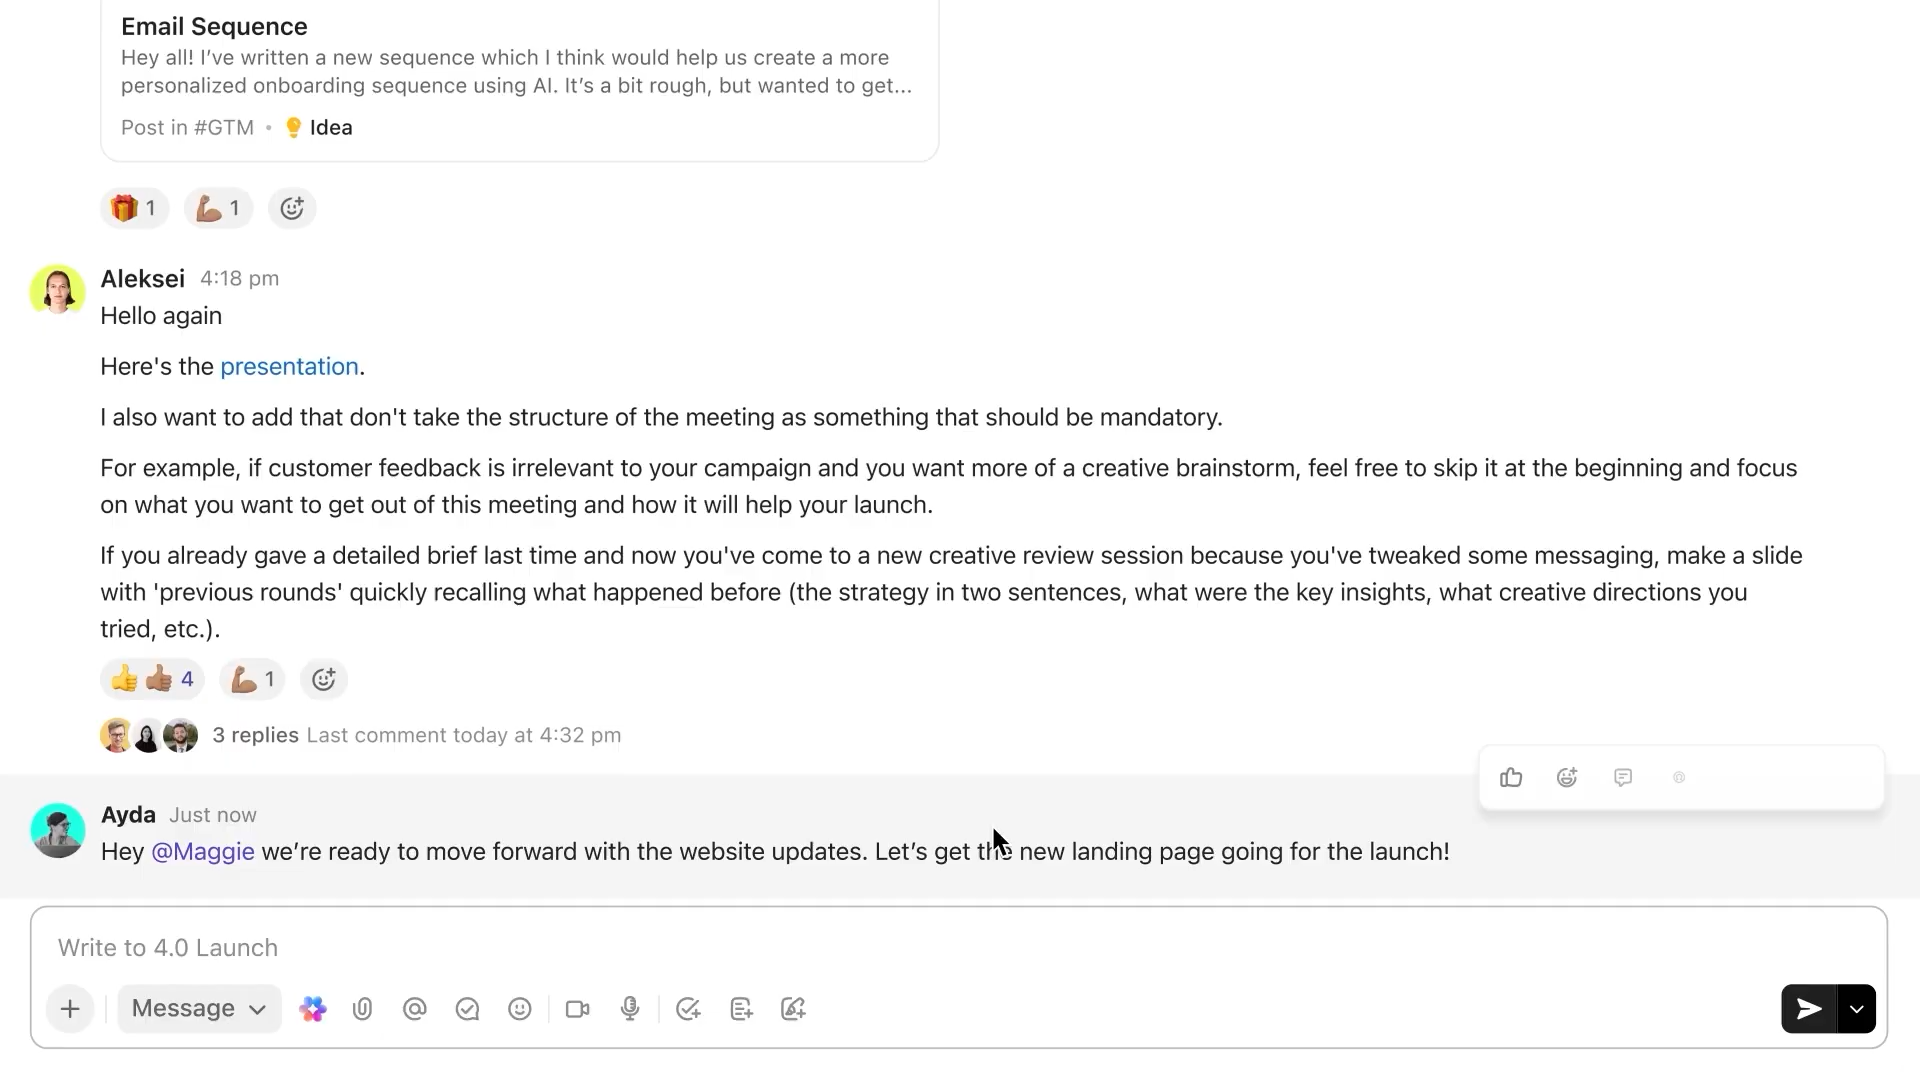 Email Sequence
Hey all! I’ve written a new sequence which I think would help us create a more
personalized onboarding sequence using AI. It’s a bit rough, but wanted to get...
Post in #GTM • Idea
1 1
Aleksei 4:18 pm
Hello again
Here's the presentation.
I also want to add that don't take the structure of the meeting as something that should be mandatory.
For example, if customer feedback is irrelevant to your campaign and you want more of a creative brainstorm, feel free to skip it at the beginning and focus
on what you want to get out of this meeting and how it will help your launch.
If you already gave a detailed brief last time and now you've come to a new creative review session because you've tweaked some messaging, make a slide
with 'previous rounds' quickly recalling what happened before (the strategy in two sentences, what were the key insights, what creative directions you
tried, etc.).
4 1
3 replies Last comment today at 4:32 pm
Ayda Just now
Hey @Maggie we’re ready to move forward with the website updates. Let’s get the new landing page going for the launch!
Write to 4.0 Launch
Message